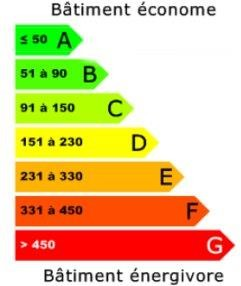 Bâtiment économe
≤ 50 A
51 à 90 B
91 à 150 C
151 à 230 D
231 à 330 E
331 à 450 F
> 450 G
Bâtiment énergivore